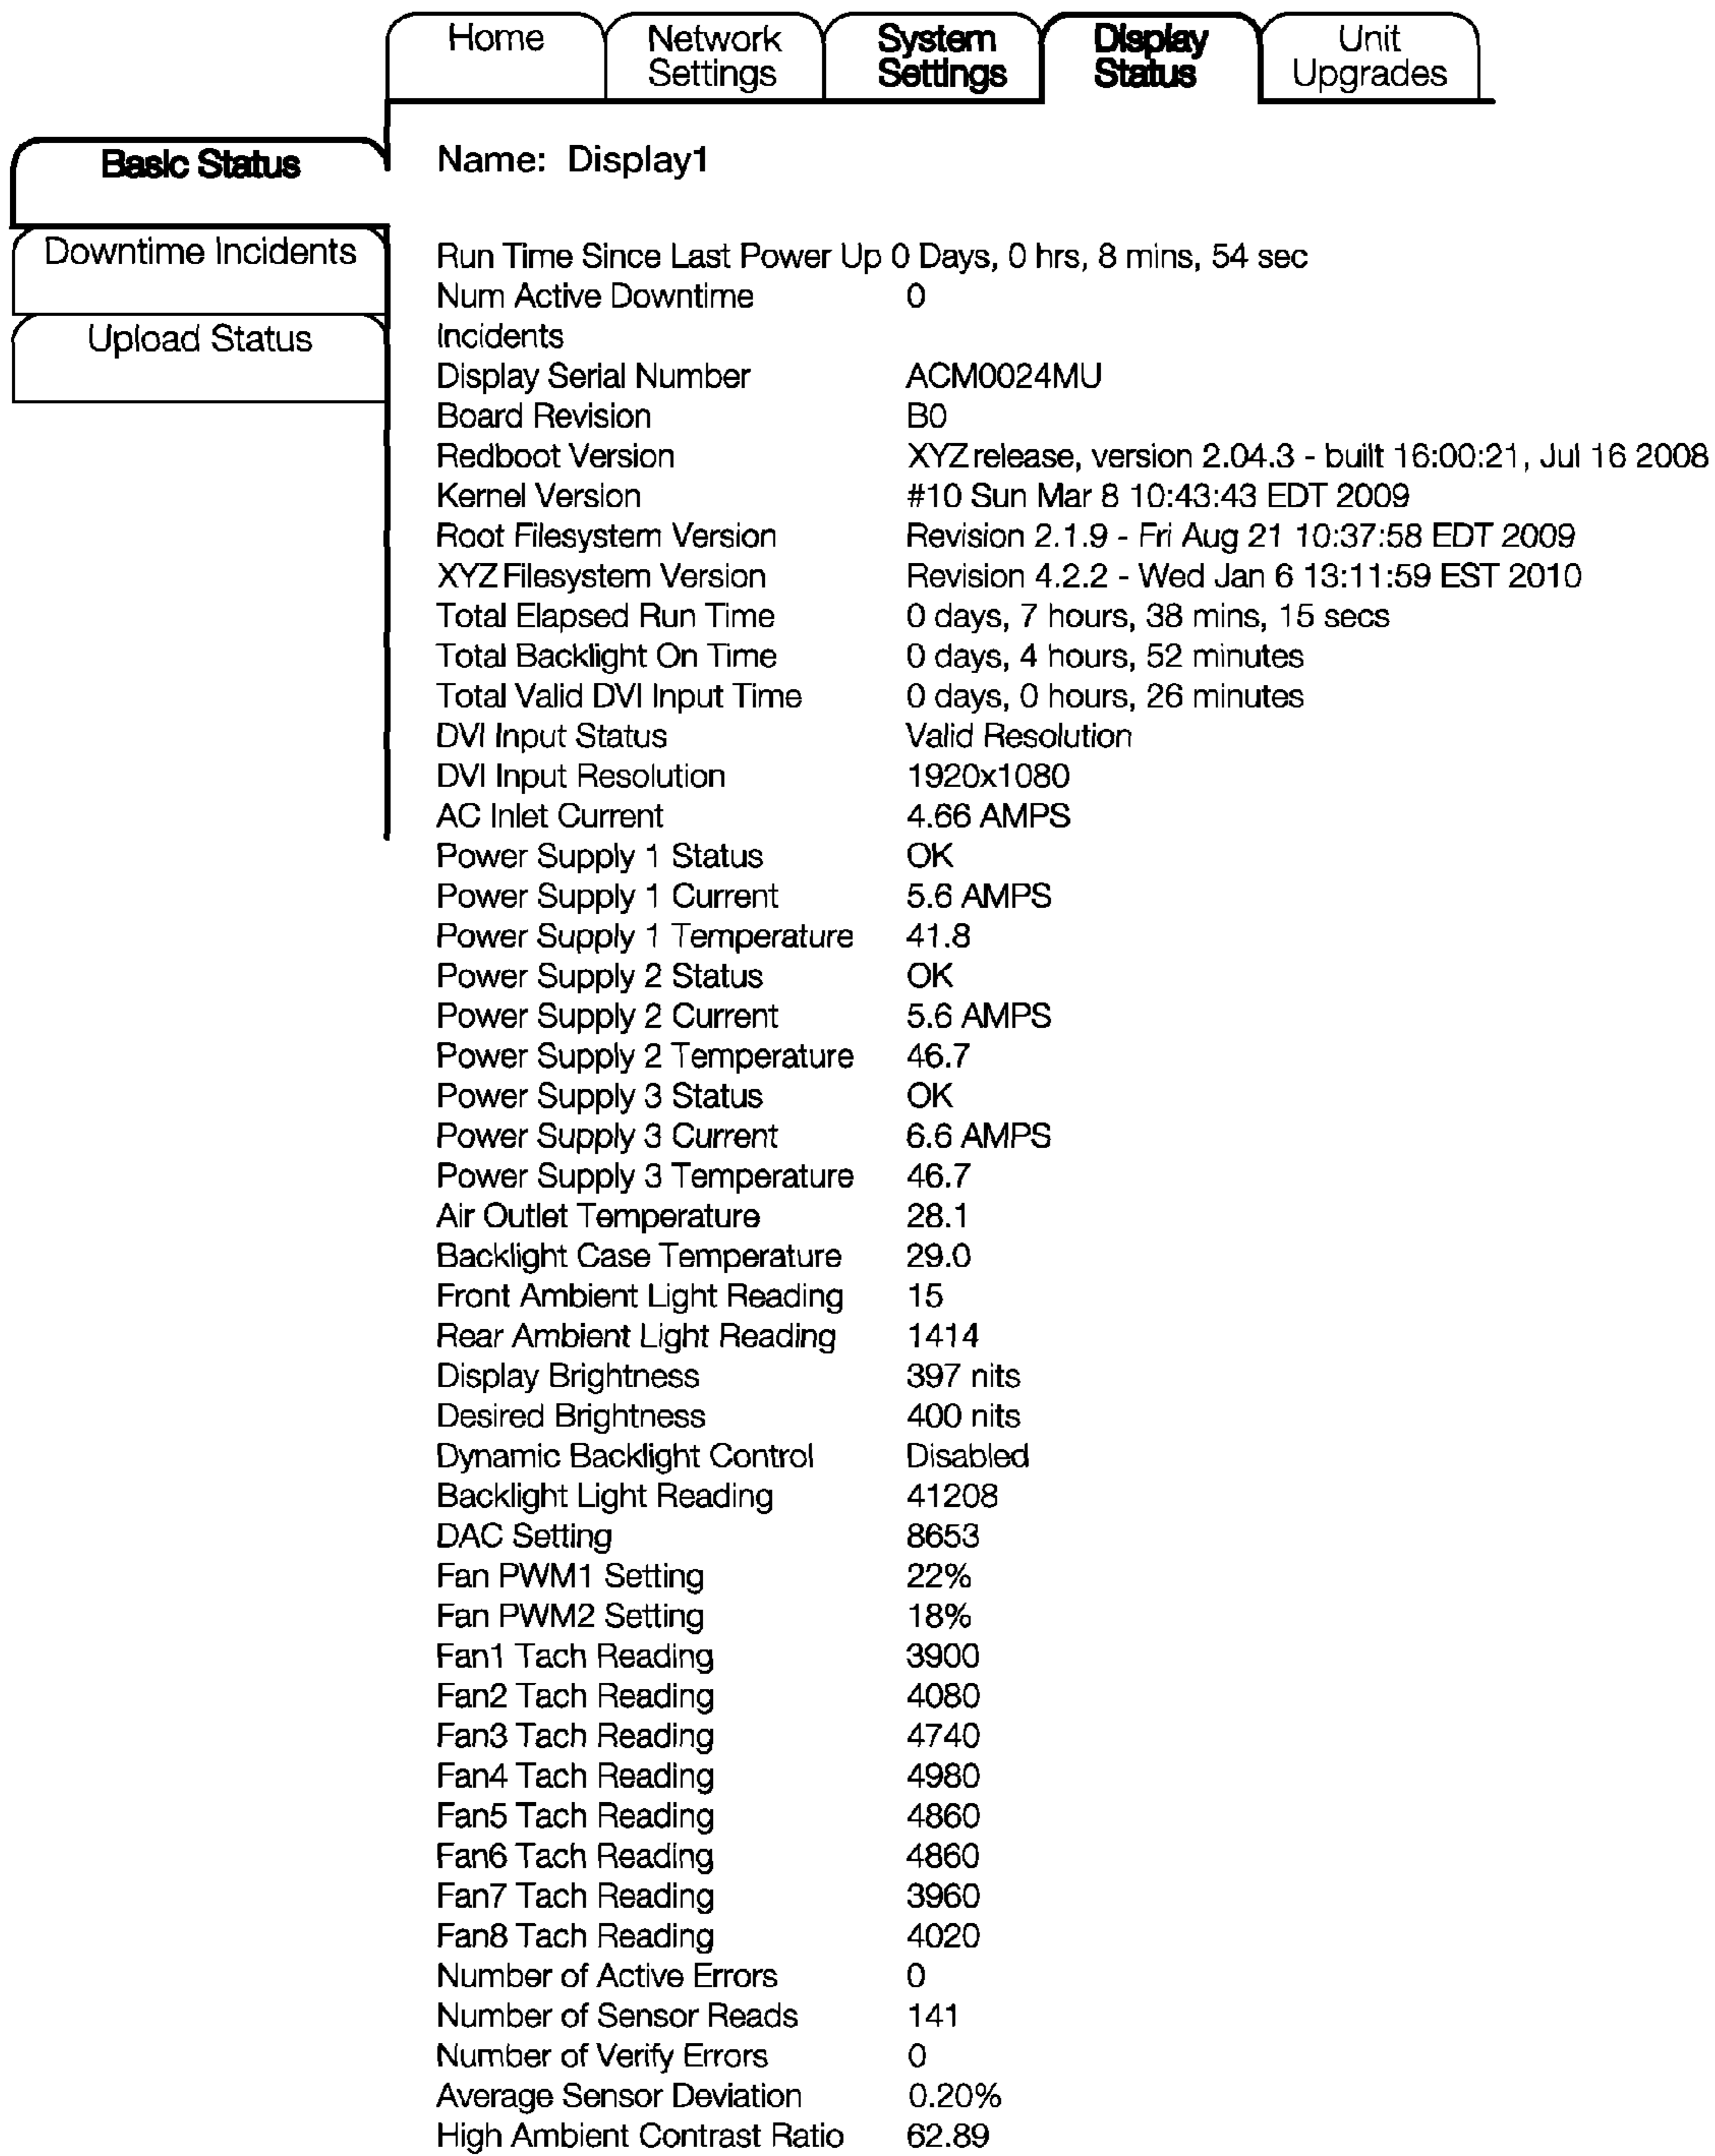 Home
Network
Settings
System
Settings
Display
Status
Unit
Upgrades
Basic Status
Downtime Incidents
Upload Status
Name: Display1
Run Time Since Last Power Up 0 Days, 0 hrs, 8 mins, 54 sec
Num Active Downtime 0
Incidents
Display Serial Number ACM0024MU
Board Revision B0
Redboot Version XYZ release, version 2.04.3 - built 16:00:21, Jul 16 2008
Kernel Version #10 Sun Mar 8 10:43:43 EDT 2009
Root Filesystem Version Revision 2.1.9 - Fri Aug 21 10:37:58 EDT 2009
XYZ Filesystem Version Revision 4.2.2 - Wed Jan 6 13:11:59 EST 2010
Total Elapsed Run Time 0 days, 7 hours, 38 mins, 15 secs
Total Backlight On Time 0 days, 4 hours, 52 minutes
Total Valid DVI Input Time 0 days, 0 hours, 26 minutes
DVI Input Status Valid Resolution
DVI Input Resolution 1920x1080
AC Inlet Current 4.66 AMPS
Power Supply 1 Status OK
Power Supply 1 Current 5.6 AMPS
Power Supply 1 Temperature 41.8
Power Supply 2 Status OK
Power Supply 2 Current 5.6 AMPS
Power Supply 2 Temperature 46.7
Power Supply 3 Status OK
Power Supply 3 Current 6.6 AMPS
Power Supply 3 Temperature 46.7
Air Outlet Temperature 28.1
Backlight Case Temperature 29.0
Front Ambient Light Reading 15
Rear Ambient Light Reading 1414
Display Brightness 397 nits
Desired Brightness 400 nits
Dynamic Backlight Control Disabled
Backlight Light Reading 41208
DAC Setting 8653
Fan PWM1 Setting 22%
Fan PWM2 Setting 18%
Fan1 Tach Reading 3900
Fan2 Tach Reading 4080
Fan3 Tach Reading 4740
Fan4 Tach Reading 4980
Fan5 Tach Reading 4860
Fan6 Tach Reading 4860
Fan7 Tach Reading 3960
Fan8 Tach Reading 4020
Number of Active Errors 0
Number of Sensor Reads 141
Number of Verify Errors 0
Average Sensor Deviation 0.20%
High Ambient Contrast Ratio 62.89